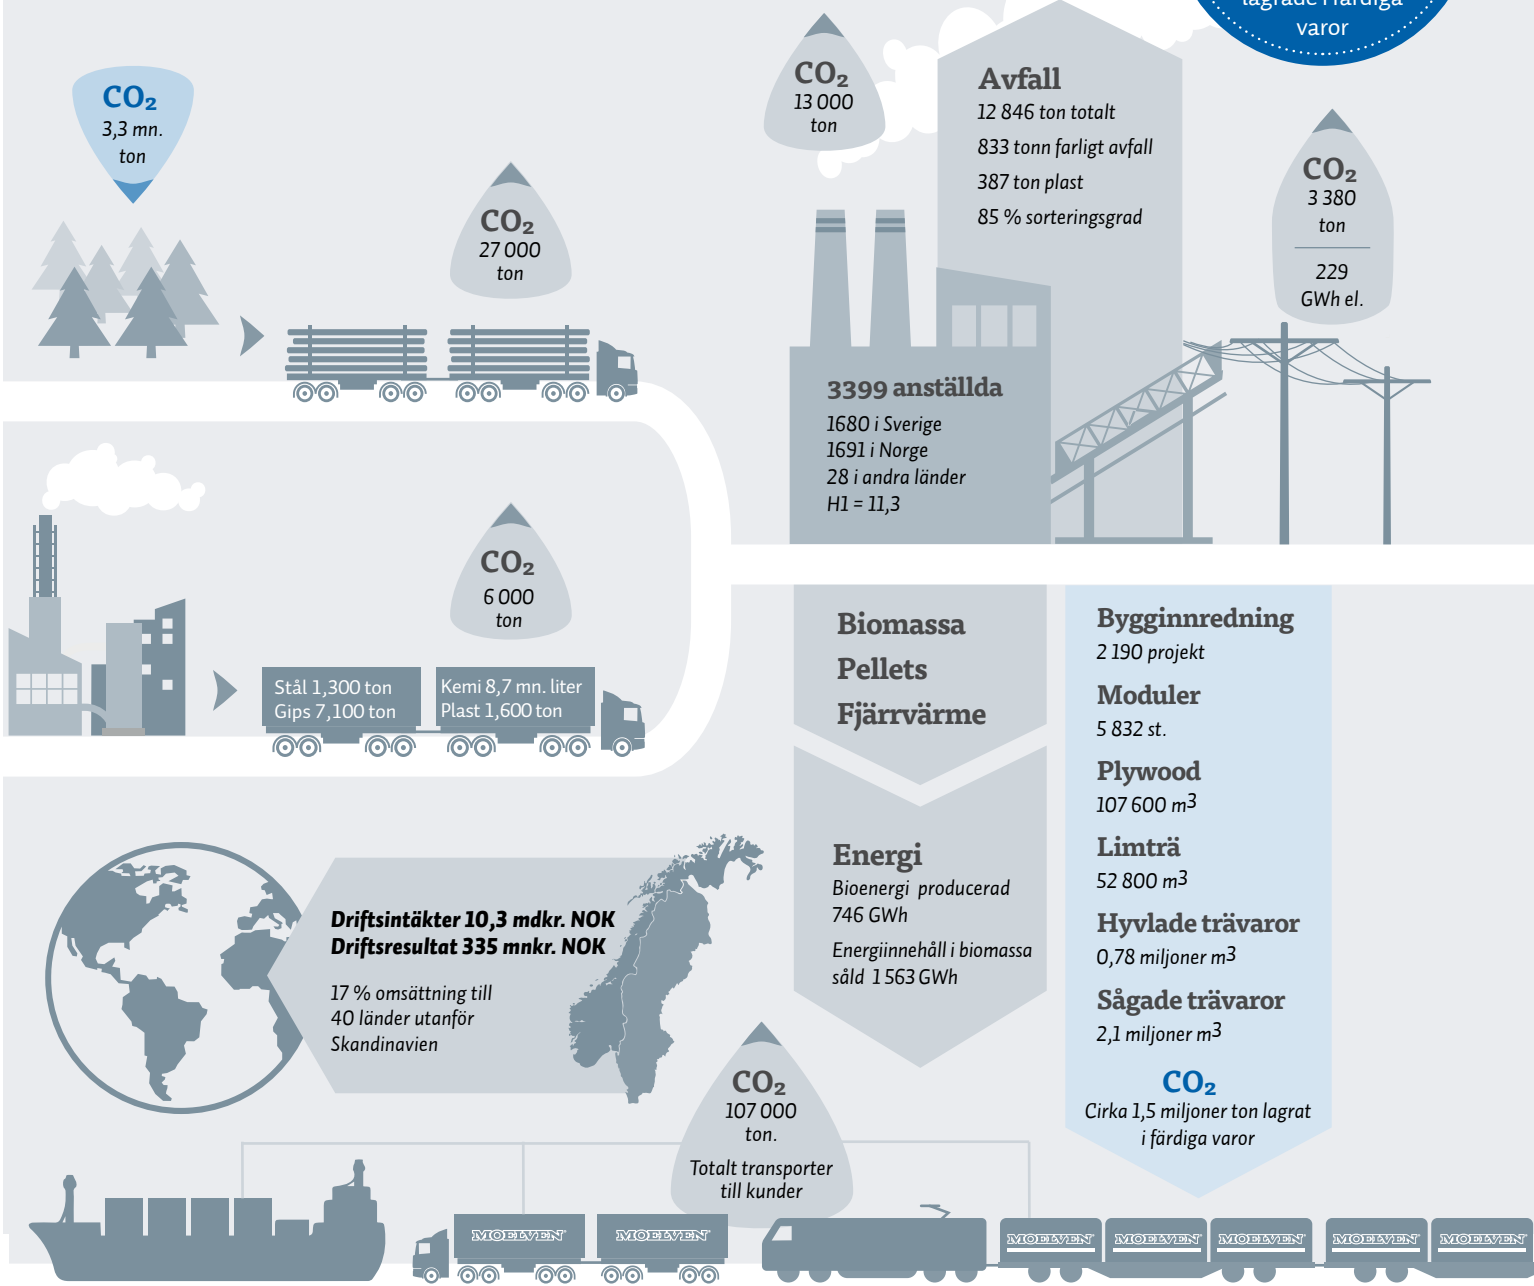 varor
CO₂
3,3 mn.
ton
CO₂
27 000
ton
CO₂
13 000
ton
Avfall
12 846 ton totalt
833 tonn farligt avfall
387 ton plast
85 % sorteringsgrad
CO₂
3 380
ton
229
GWh el.
3399 anställda
1680 i Sverige
1691 i Norge
28 i andra länder
H1 = 11,3
CO₂
6 000
ton
Stål 1,300 ton
Gips 7,100 ton
Kemi 8,7 mn. liter
Plast 1,600 ton
Biomassa
Pellets
Fjärrvärme
Energi
Bioenergi producerad
746 GWh
Energiinnehåll i biomassa
såld 1 563 GWh
Bygginnredning
2 190 projekt
Moduler
5 832 st.
Plywood
107 600 m³
Limträ
52 800 m³
Hyvlade trävaror
0,78 miljoner m³
Sågade trävaror
2,1 miljoner m³
CO₂
Cirka 1,5 miljoner ton lagrat
i färdiga varor
Driftsintäkter 10,3 mdkr. NOK
Driftsresultat 335 mnkr. NOK
17 % omsättning till
40 länder utanför
Skandinavien
CO₂
107 000
ton.
Totalt transporter
till kunder
MOELVEN
MOELVEN
MOELVEN
MOELVEN
MOELVEN
MOELVEN
MOELVEN